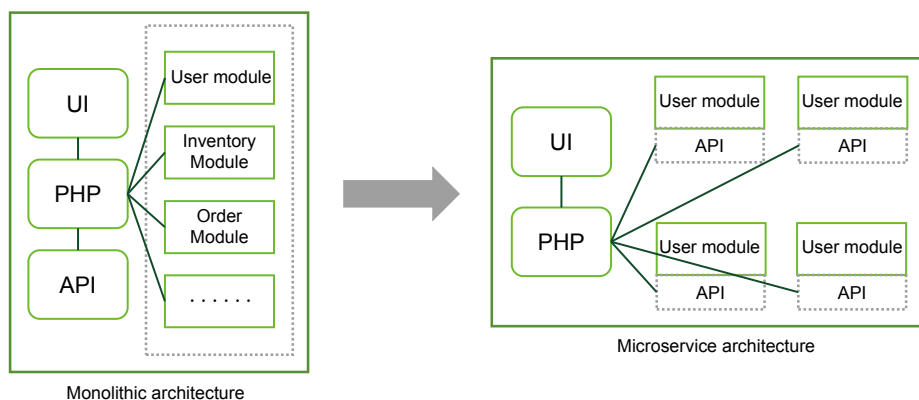 UI
PHP
API
User module
Inventory
Module
Order
Module
· · · · · ·
Monolithic architecture
UI
PHP
User module
API
User module
API
User module
API
User module
API
Microservice architecture